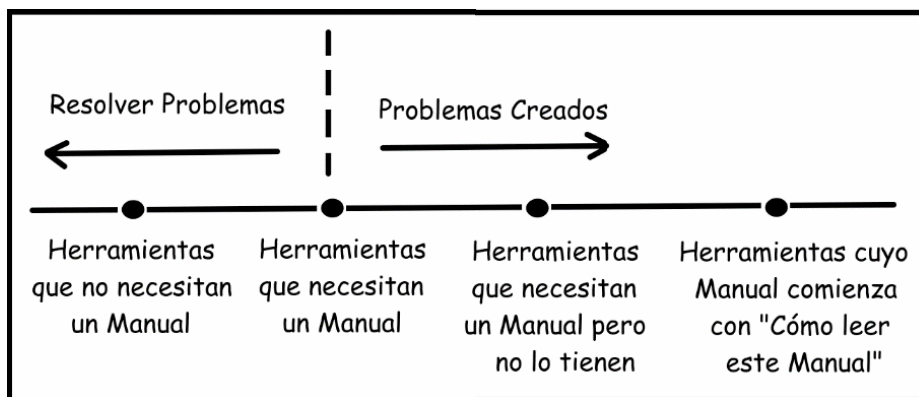 Resolver Problemas
Problemas Creados
Herramientas
que no necesitan
un Manual
Herramientas
que necesitan
un Manual
Herramientas
que necesitan
un Manual pero
no lo tienen
Herramientas cuyo
Manual comienza
con "Cómo leer
este Manual"